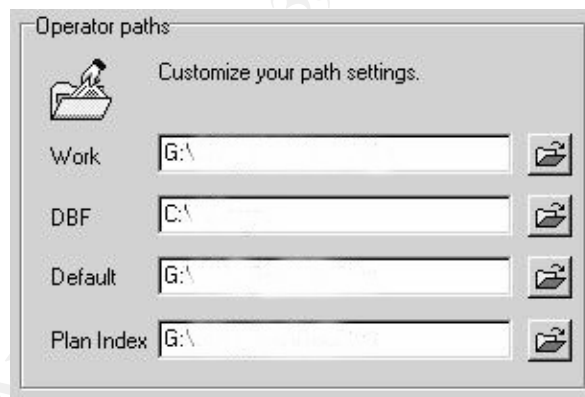 Operator paths
Customize your path settings.
Work G:\
DBF C:\
Default G:\
Plan Index G:\